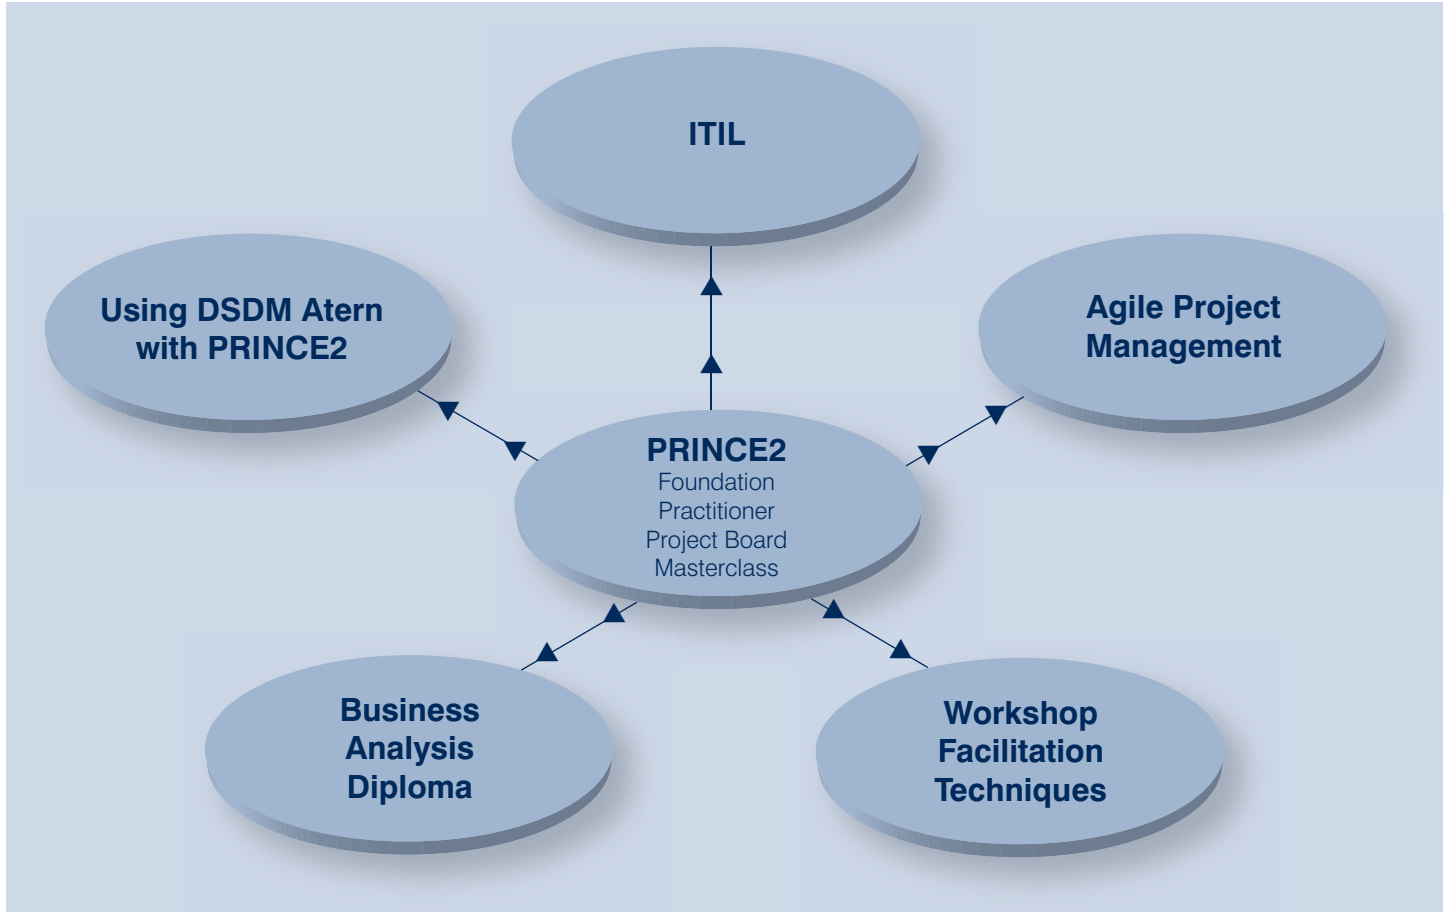 ITIL
Using DSDM Atern
with PRINCE2
Agile Project
Management
PRINCE2
Foundation
Practitioner
Project Board
Masterclass
Business
Analysis
Diploma
Workshop
Facilitation
Techniques